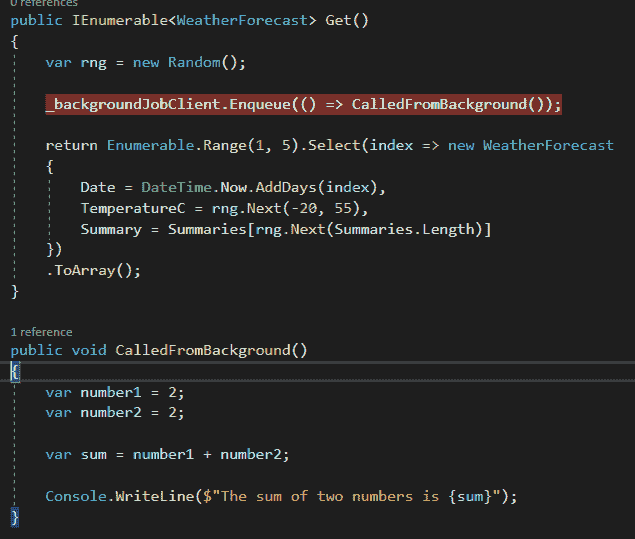 0 references
public IEnumerable<WeatherForecast> Get()
{
    var rng = new Random();
    _backgroundJobClient.Enqueue(() => CalledFromBackground());
    return Enumerable.Range(1, 5).Select(index => new WeatherForecast
    {
        Date = DateTime.Now.AddDays(index),
        TemperatureC = rng.Next(-20, 55),
        Summary = Summaries[rng.Next(Summaries.Length)]
    })
    .ToArray();
}
1 reference
public void CalledFromBackground()
{
    var number1 = 2;
    var number2 = 2;
    var sum = number1 + number2;
    Console.WriteLine($"The sum of two numbers is {sum}");
}